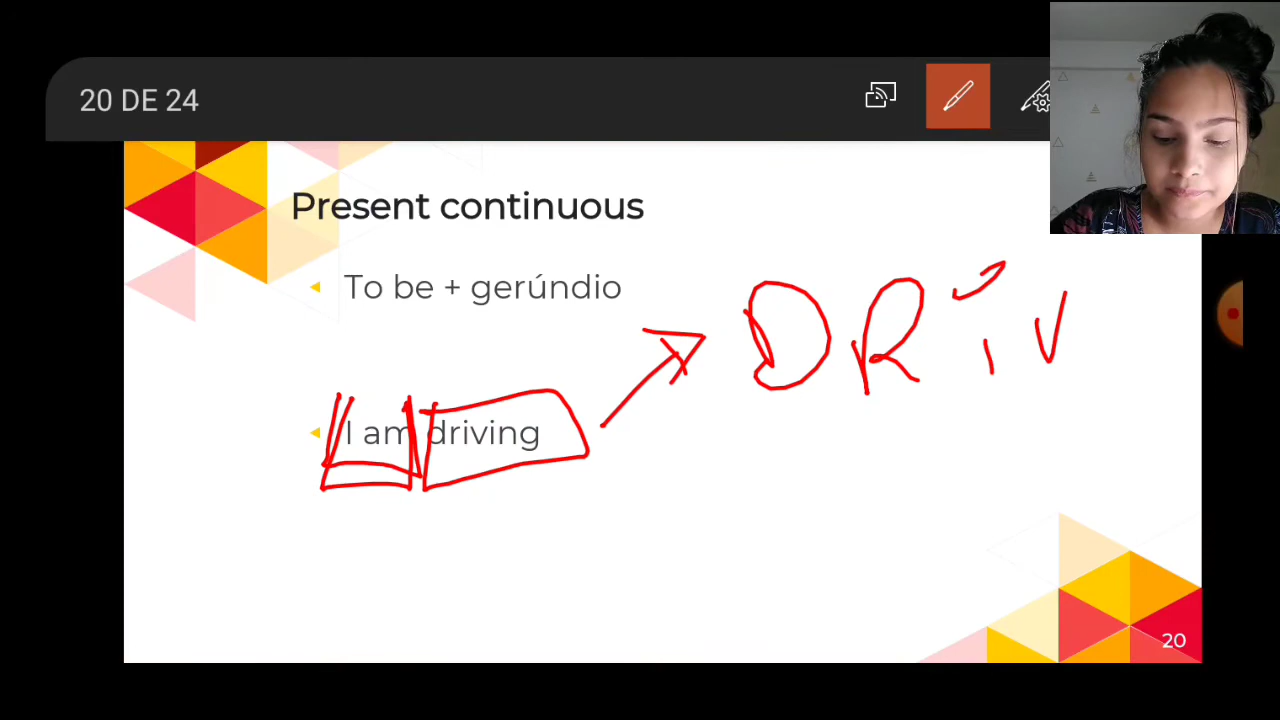 20 DE 24
Present continuous
To be + gerúndio
DRiv
I am driving
20